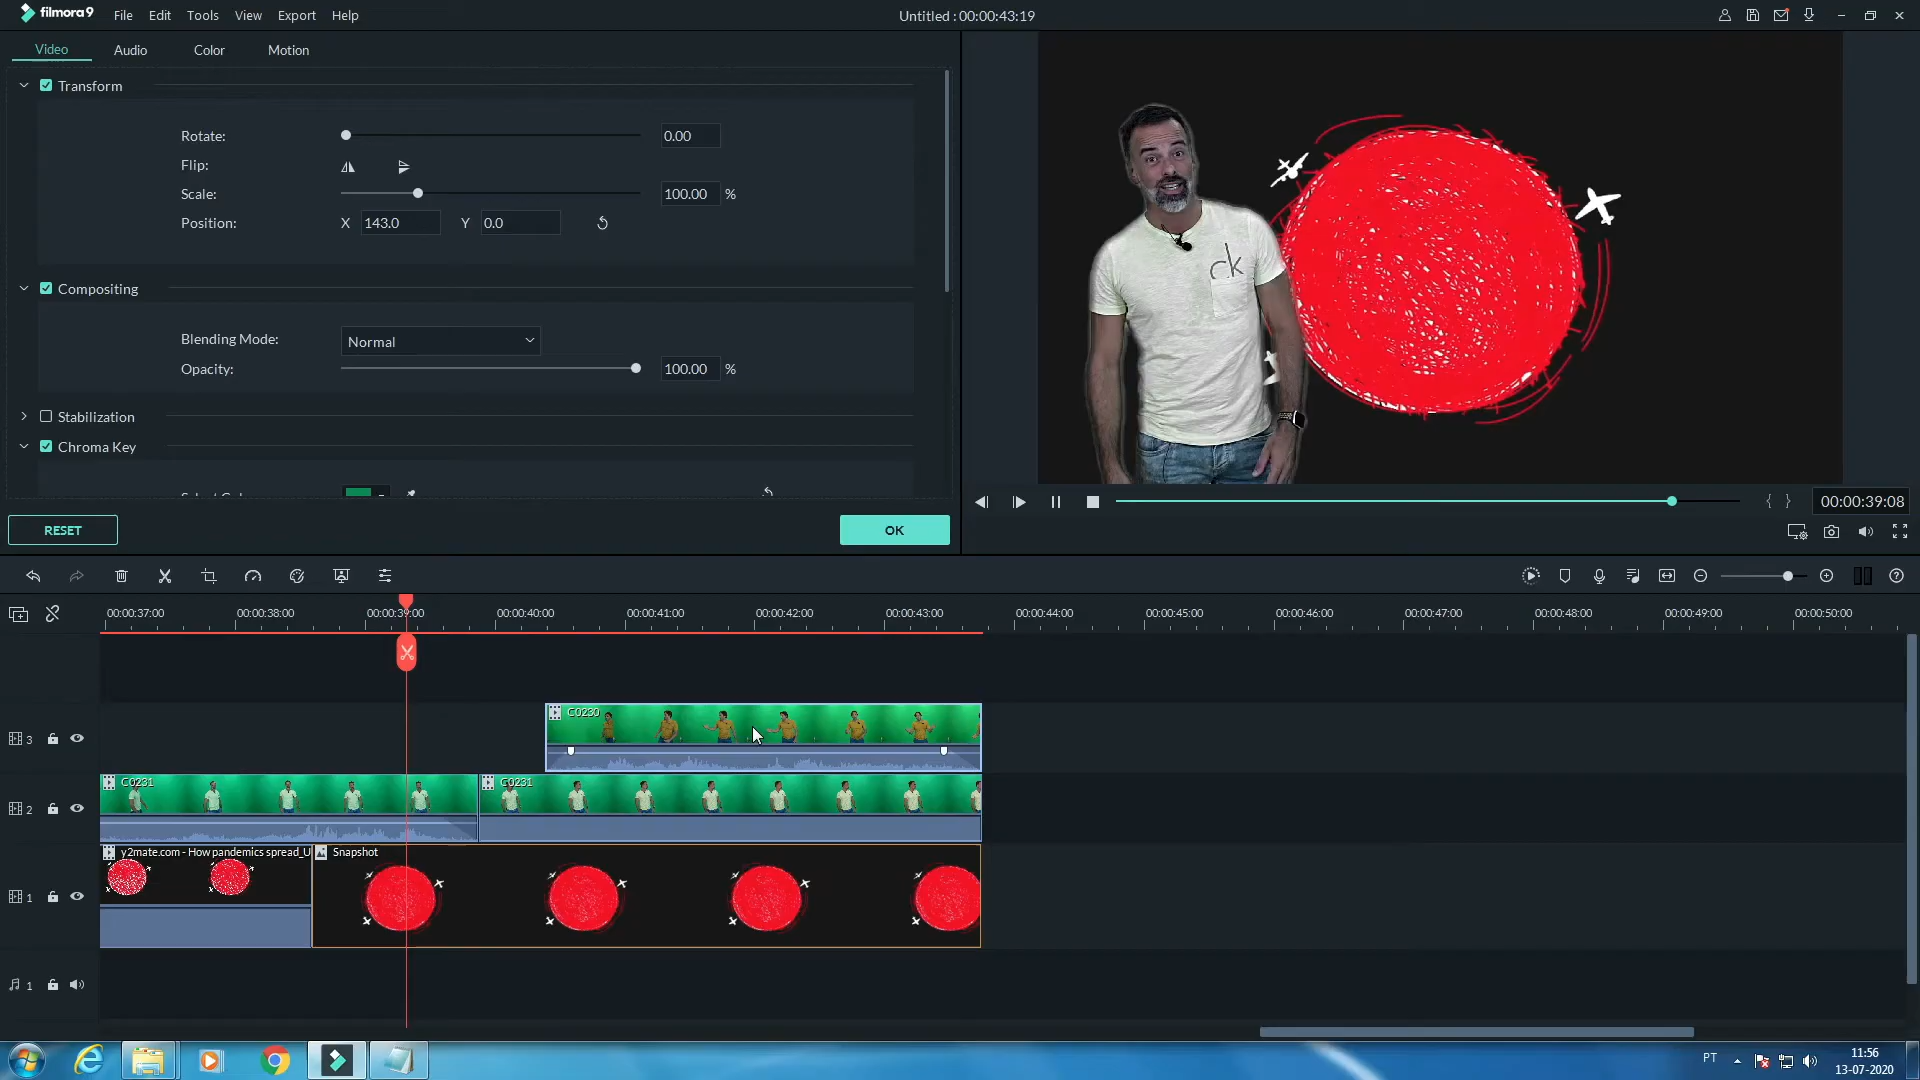 filmora9 File Edit Tools View Export Help Untitled : 00:00:43:19
Video Audio Color Motion
Transform
Rotate: 0.00
Flip:
Scale: 100.00 %
Position: X 143.0 Y 0.0
Compositing
Blending Mode: Normal
Opacity: 100.00 %
Stabilization
Chroma Key
RESET OK
ck
{ } 00:00:39:08
00:00:37:00 00:00:38:00 00:00:39:00 00:00:40:00 00:00:41:00 00:00:42:00 00:00:43:00 00:00:44:00 00:00:45:00 00:00:46:00 00:00:47:00 00:00:48:00 00:00:49:00 00:00:50:00
3 C0230
2 C0231 C0231
1 y2mate.com - How pandemics spread_U Snapshot
1
PT 11:56
13-07-2020